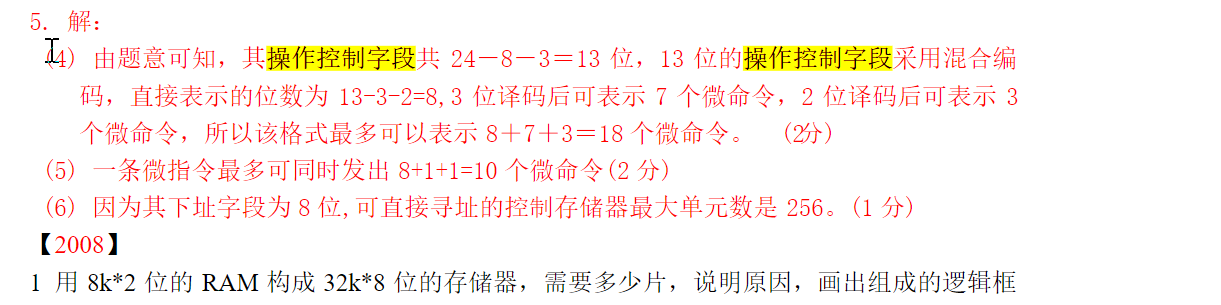 5. 解：
(4) 由题意可知，其操作控制字段共 24－8－3＝13 位，13 位的操作控制字段采用混合编
码，直接表示的位数为 13-3-2=8,3 位译码后可表示 7 个微命令，2 位译码后可表示 3
个微命令，所以该格式最多可以表示 8＋7＋3＝18 个微命令。 (2分)
(5) 一条微指令最多可同时发出 8+1+1=10 个微命令(2 分)
(6) 因为其下址字段为 8 位,可直接寻址的控制存储器最大单元数是 256。(1 分)
【2008】
1 用 8k*2 位的 RAM 构成 32k*8 位的存储器，需要多少片，说明原因，画出组成的逻辑框